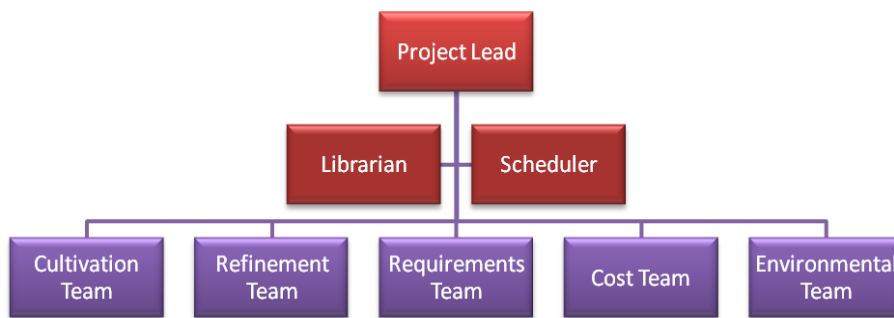 Project Lead
Librarian
Scheduler
Cultivation
Team
Refinement
Team
Requirements
Team
Cost Team
Environmental
Team